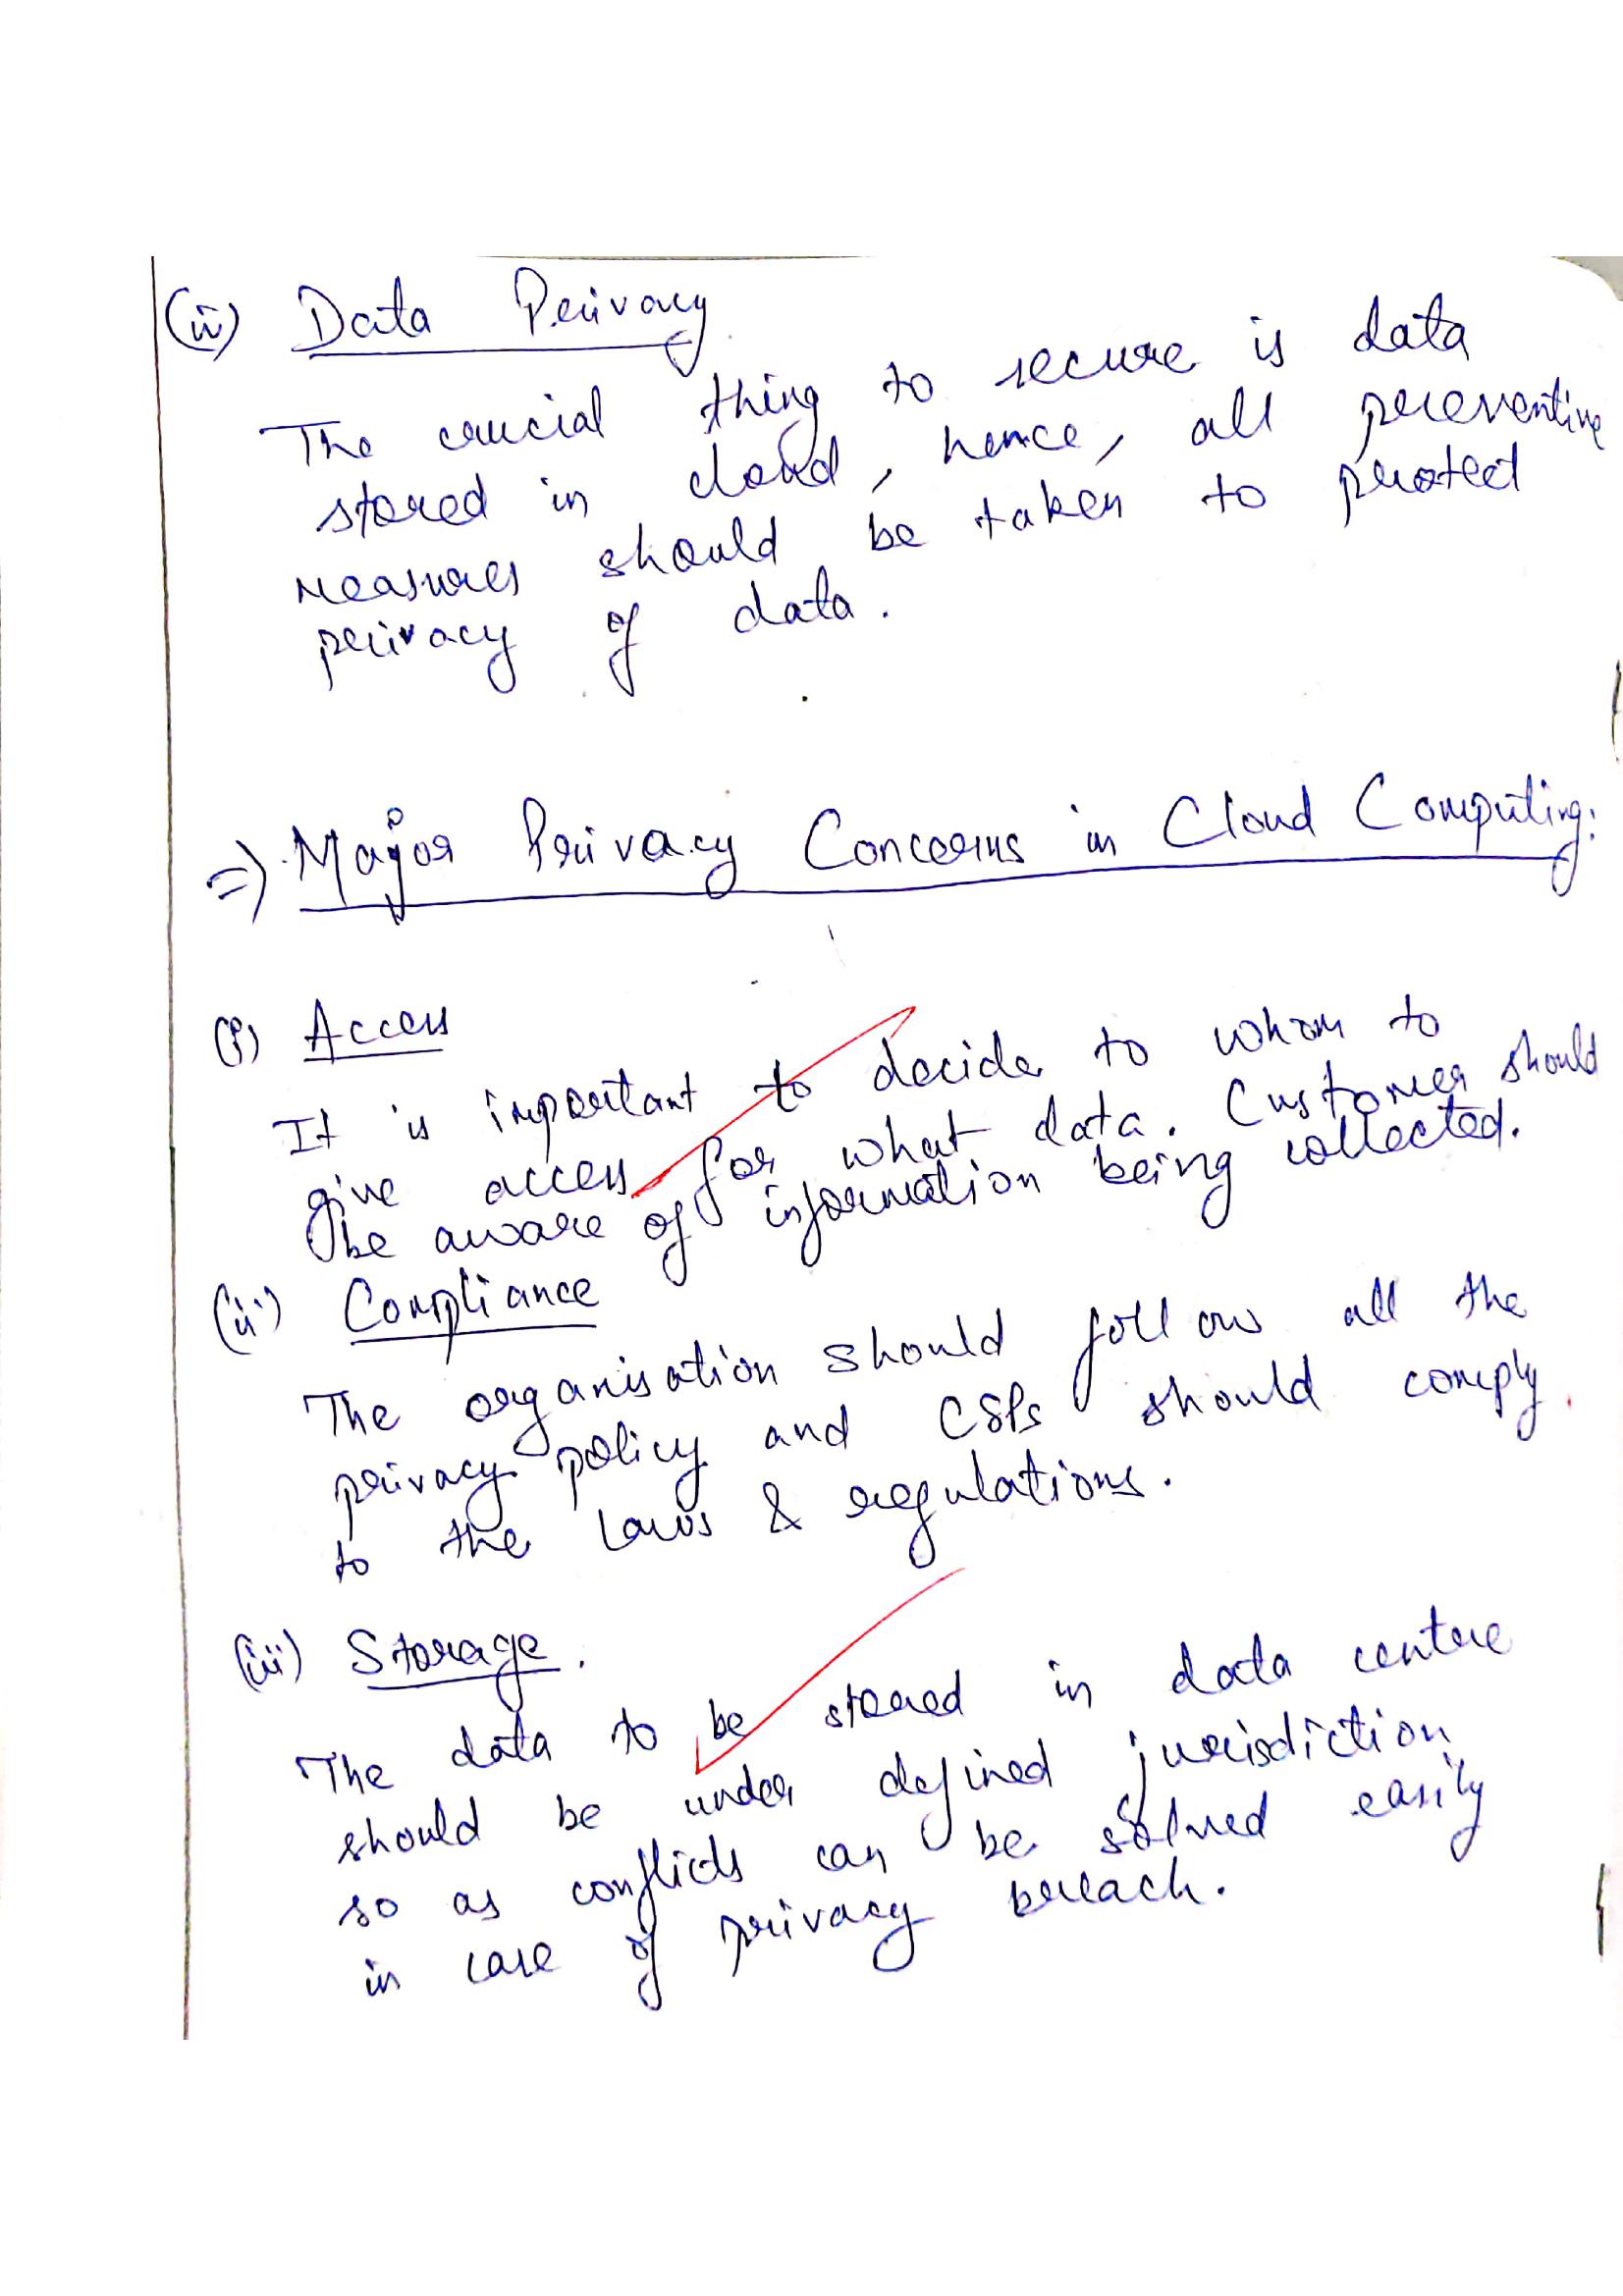 (iv) Data Privacy
The crucial thing to secure is data
stored in cloud, hence, all preventive
measures should be taken to protect
privacy of data.
=> Major Privacy Concerns in Cloud Computing:
(i) Access
It is important to decide to whom to
give access for what data. Customer should
be aware of information being collected.
(ii) Compliance
The organisation should follow all the
privacy policy and CSPs should comply
to the laws & regulations.
(iii) Storage.
The data to be stored in data centre
should be under defined jurisdiction
so as conflicts can be solved easily
in case of privacy breach.